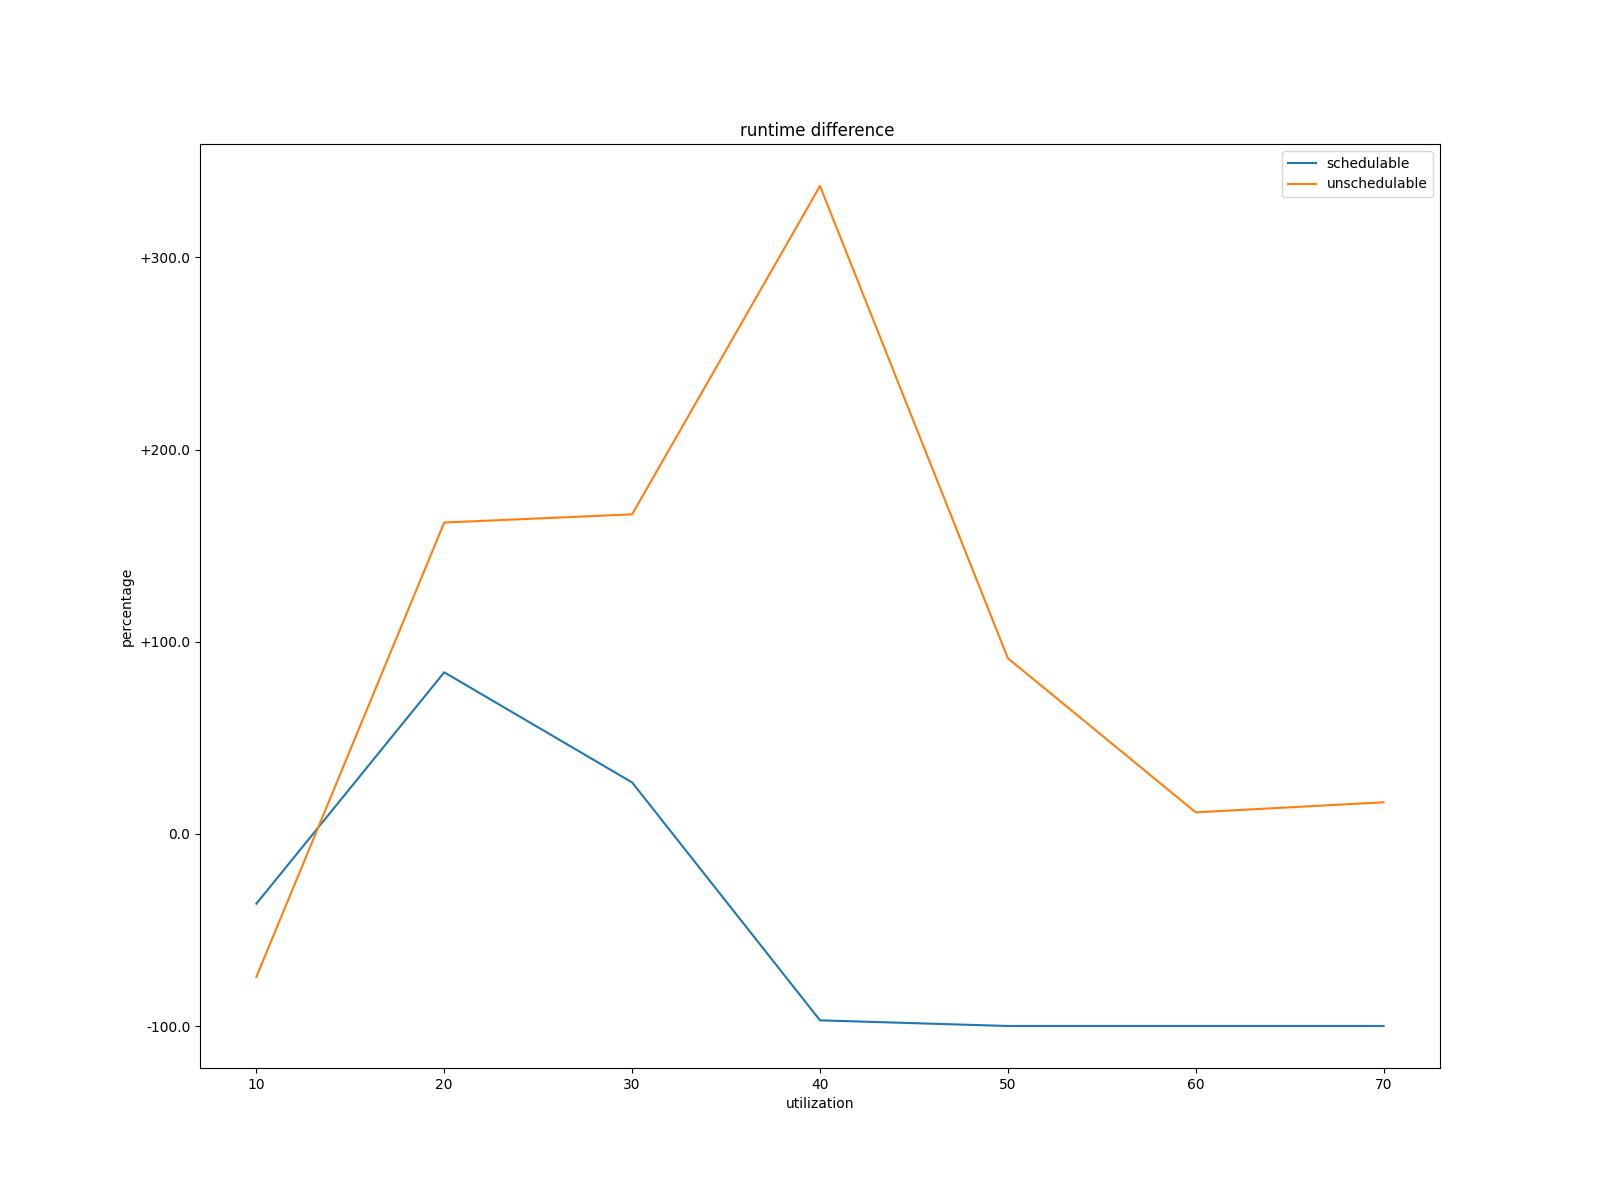 runtime difference
schedulable
unschedulable
percentage
+300.0
+200.0
+100.0
0.0
-100.0
10 20 30 40 50 60 70
utilization